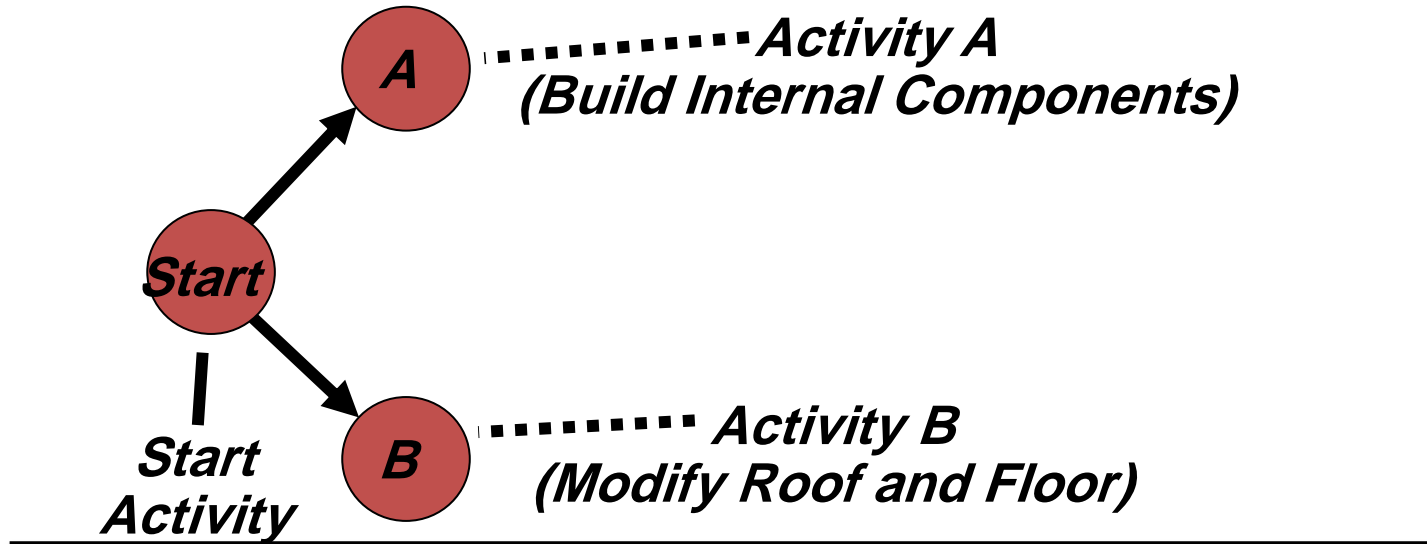 A
Activity A
(Build Internal Components)
Start
B
Activity B
(Modify Roof and Floor)
Start
Activity